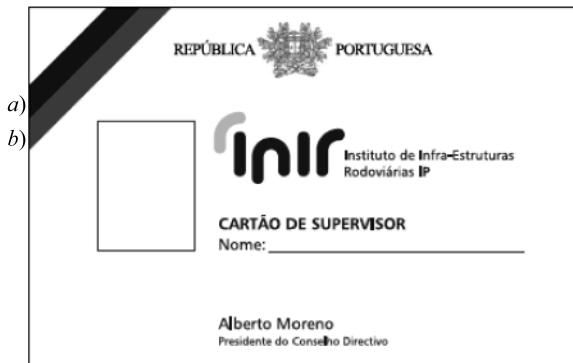 REPÚBLICA PORTUGUESA
a)
b)
inir Instituto de Infra-Estruturas
Rodoviárias IP
CARTÃO DE SUPERVISOR
Nome:
Alberto Moreno
Presidente do Conselho Directivo